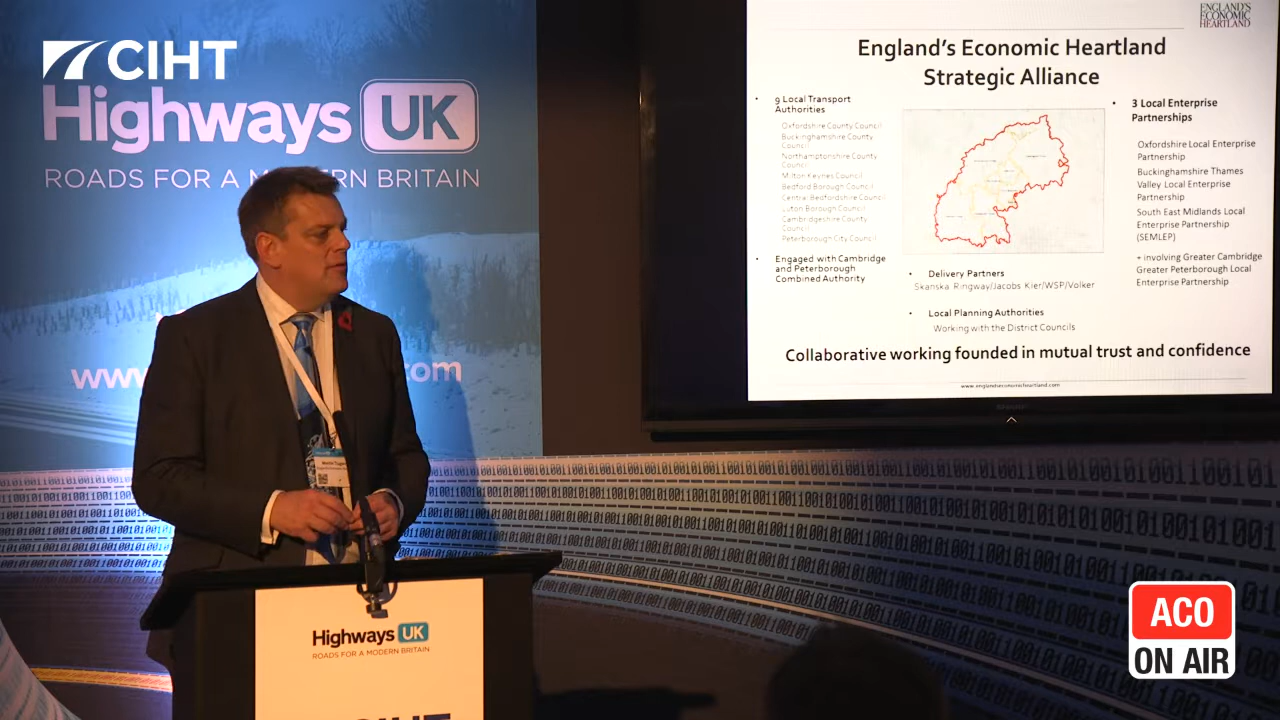 CIHT
Highways UK
ROADS FOR A MODERN BRITAIN
www.
.com
ENGLAND'S
ECONOMIC
HEARTLAND
England's Economic Heartland
Strategic Alliance
• 9 Local Transport
Authorities
Oxfordshire County Council
Buckinghamshire County
Council
Northamptonshire County
Council
Milton Keynes Council
Bedford Borough Council
Central Bedfordshire Council
Luton Borough Council
Cambridgeshire County
Council
Peterborough City Council
• Engaged with Cambridge
and Peterborough
Combined Authority
• Delivery Partners
Skanska Ringway/Jacobs Kier/WSP/Volker
• Local Planning Authorities
Working with the District Councils
• 3 Local Enterprise
Partnerships
Oxfordshire Local Enterprise
Partnership
Buckinghamshire Thames
Valley Local Enterprise
Partnership
South East Midlands Local
Enterprise Partnership
(SEMLEP)
+ involving Greater Cambridge
Greater Peterborough Local
Enterprise Partnership
Collaborative working founded in mutual trust and confidence
www.englandseconomicheartland.com
SHARP
Highways UK
ROADS FOR A MODERN BRITAIN
CIHT
ACO
ON AIR